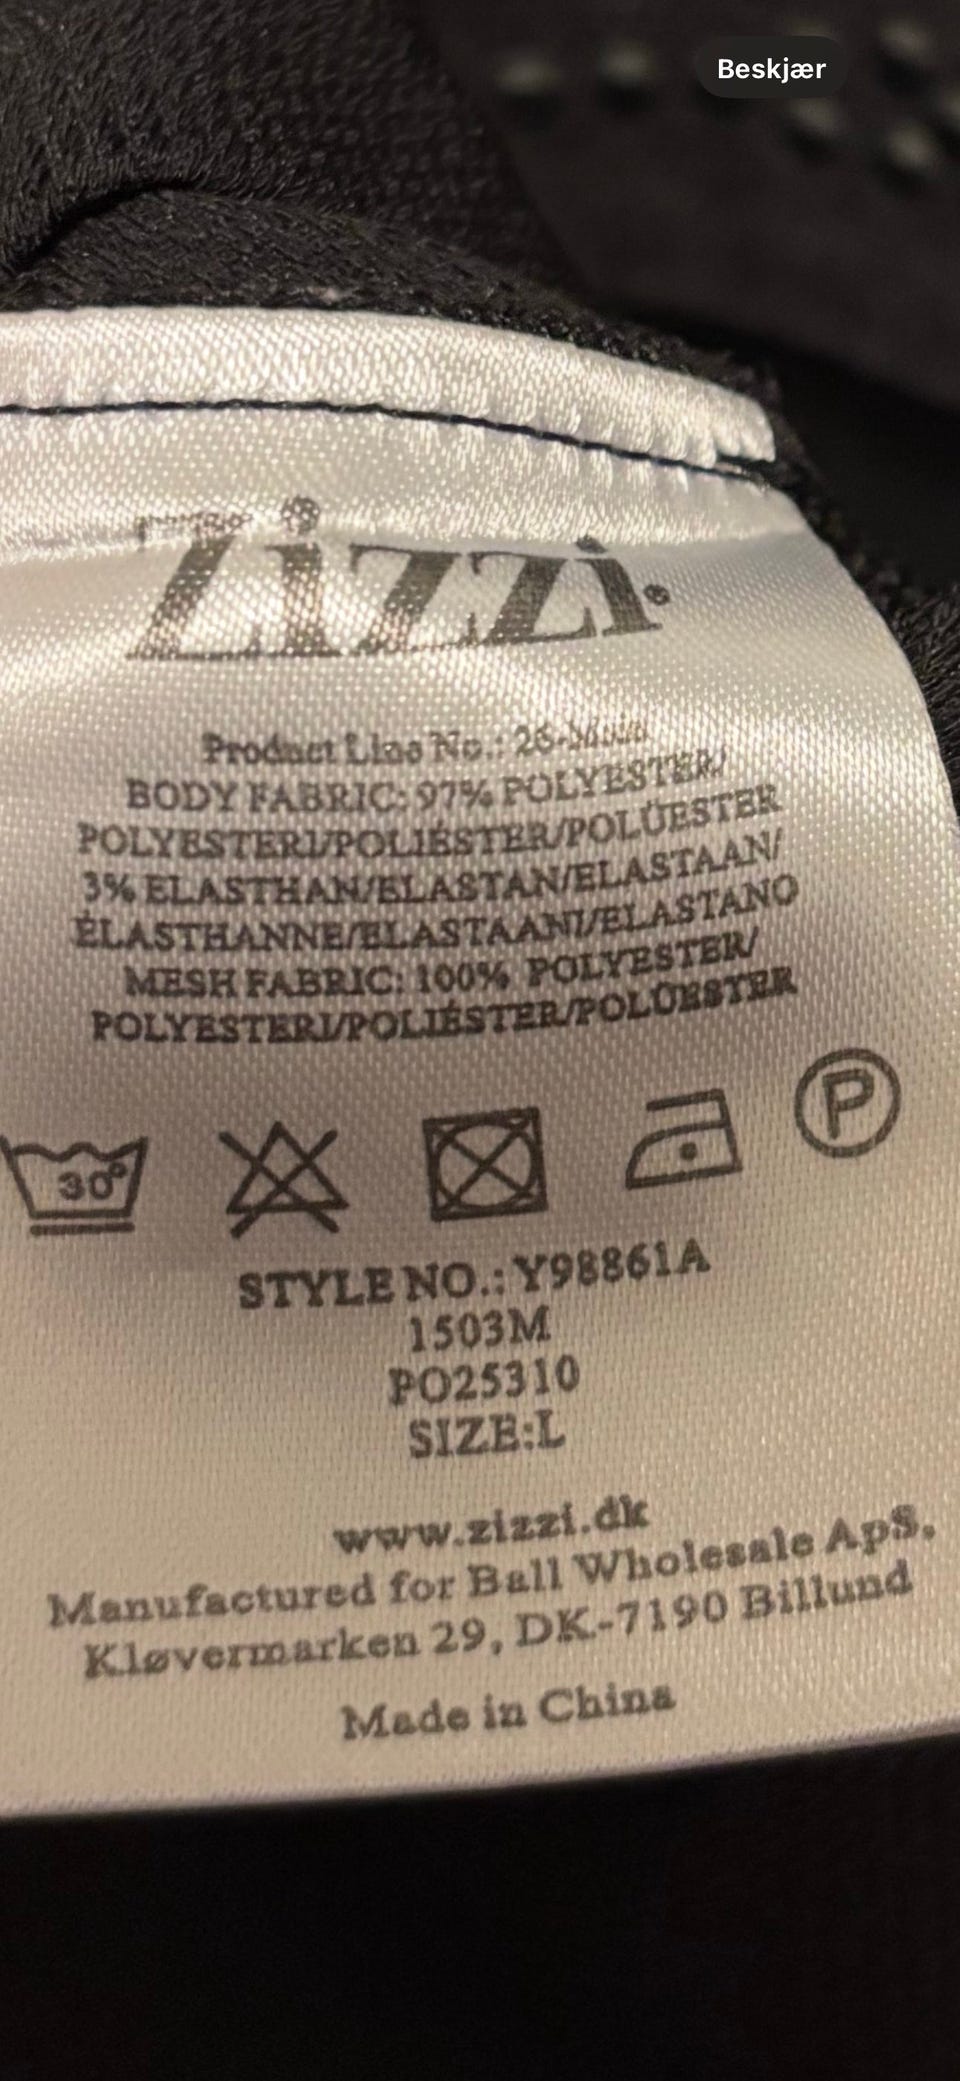 Beskjær
Zizzi
Product Line No.: 26-Main
BODY FABRIC: 97% POLYESTER/
POLYESTERI/POLIÉSTER/POLÜESTER
3% ELASTHAN/ELASTAN/ELASTAAN/
ÉLASTHANNE/ELASTAANI/ELASTANO
MESH FABRIC: 100% POLYESTER/
POLYESTERI/POLIÉSTER/POLÜESTER
30° P
STYLE NO.: Y98861A
1503M
PO25310
SIZE:L
www.zizzi.dk
Manufactured for Ball Wholesale ApS,
Kløvermarken 29, DK-7190 Billund
Made in China